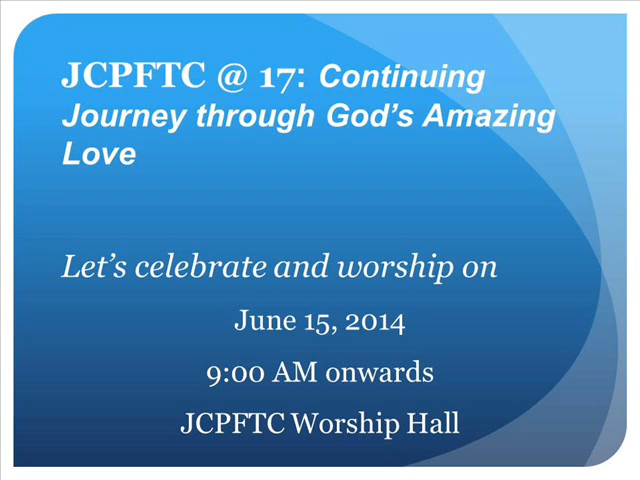 JCPFTC @ 17: Continuing
Journey through God’s Amazing
Love
Let’s celebrate and worship on
June 15, 2014
9:00 AM onwards
JCPFTC Worship Hall